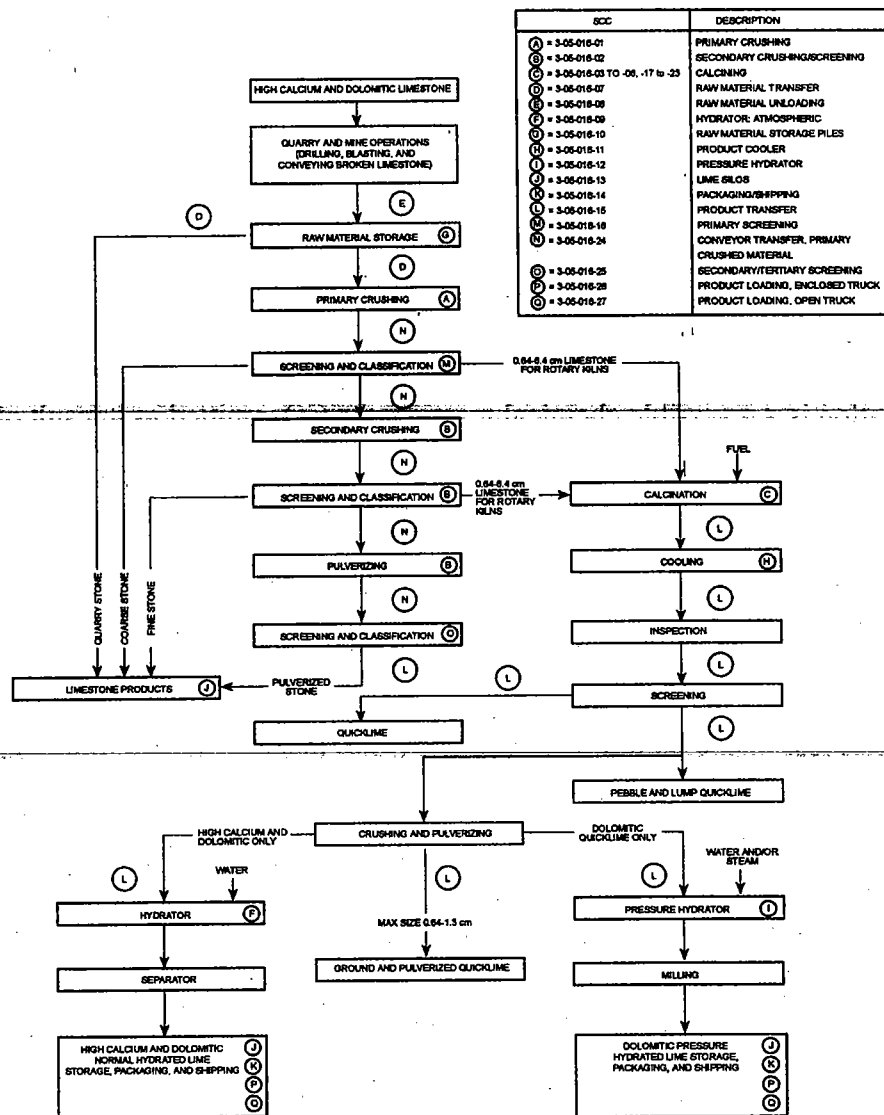 SCC DESCRIPTION
A = 3-05-016-01 PRIMARY CRUSHING
B = 3-05-016-02 SECONDARY CRUSHING/SCREENING
C = 3-05-016-03 TO -06, -17 to -23 CALCINING
D = 3-05-016-07 RAW MATERIAL TRANSFER
E = 3-05-016-08 RAW MATERIAL UNLOADING
F = 3-05-016-09 HYDRATOR: ATMOSPHERIC
G = 3-05-016-10 RAW MATERIAL STORAGE PILES
H = 3-05-016-11 PRODUCT COOLER
I = 3-05-016-12 PRESSURE HYDRATOR
J = 3-05-016-13 LIME SILOS
K = 3-05-016-14 PACKAGING/SHIPPING
L = 3-05-016-15 PRODUCT TRANSFER
M = 3-05-016-16 PRIMARY SCREENING
N = 3-05-016-24 CONVEYOR TRANSFER, PRIMARY
CRUSHED MATERIAL
O = 3-05-016-25 SECONDARY/TERTIARY SCREENING
P = 3-05-016-26 PRODUCT LOADING, ENCLOSED TRUCK
Q = 3-05-016-27 PRODUCT LOADING, OPEN TRUCK
HIGH CALCIUM AND DOLOMITIC LIMESTONE
QUARRY AND MINE OPERATIONS
(DRILLING, BLASTING, AND
CONVEYING BROKEN LIMESTONE)
E
D
RAW MATERIAL STORAGE G
D
PRIMARY CRUSHING A
N
SCREENING AND CLASSIFICATION M
0.64-6.4 cm LIMESTONE
FOR ROTARY KILNS
N
SECONDARY CRUSHING B
N
FUEL
SCREENING AND CLASSIFICATION B
0.64-6.4 cm
LIMESTONE
FOR ROTARY
KILNS
CALCINATION C
N
L
PULVERIZING B
COOLING H
N
L
QUARRY STONE
COARSE STONE
FINE STONE
SCREENING AND CLASSIFICATION O
INSPECTION
L
L
LIMESTONE PRODUCTS J
PULVERIZED
STONE
L
SCREENING
QUICKLIME
L
PEBBLE AND LUMP QUICKLIME
HIGH CALCIUM AND
DOLOMITIC ONLY
CRUSHING AND PULVERIZING
DOLOMITIC
QUICKLIME ONLY
L
WATER
L
L
WATER AND/OR
STEAM
HYDRATOR F
PRESSURE HYDRATOR I
MAX SIZE 0.64-1.3 cm
SEPARATOR
GROUND AND PULVERIZED QUICKLIME
MILLING
HIGH CALCIUM AND DOLOMITIC
NORMAL HYDRATED LIME
STORAGE, PACKAGING, AND SHIPPING
J
K
P
Q
DOLOMITIC PRESSURE
HYDRATED LIME STORAGE,
PACKAGING, AND SHIPPING
J
K
P
Q